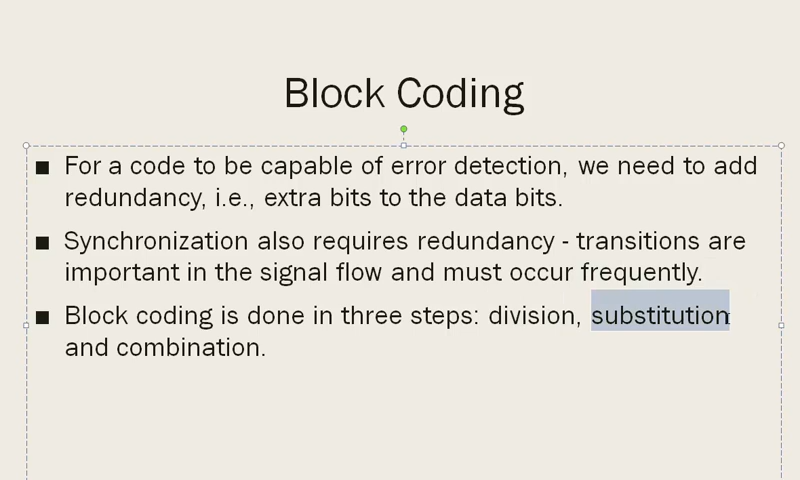 Block Coding
■ For a code to be capable of error detection, we need to add
redundancy, i.e., extra bits to the data bits.
■ Synchronization also requires redundancy - transitions are
important in the signal flow and must occur frequently.
■ Block coding is done in three steps: division, substitution
and combination.